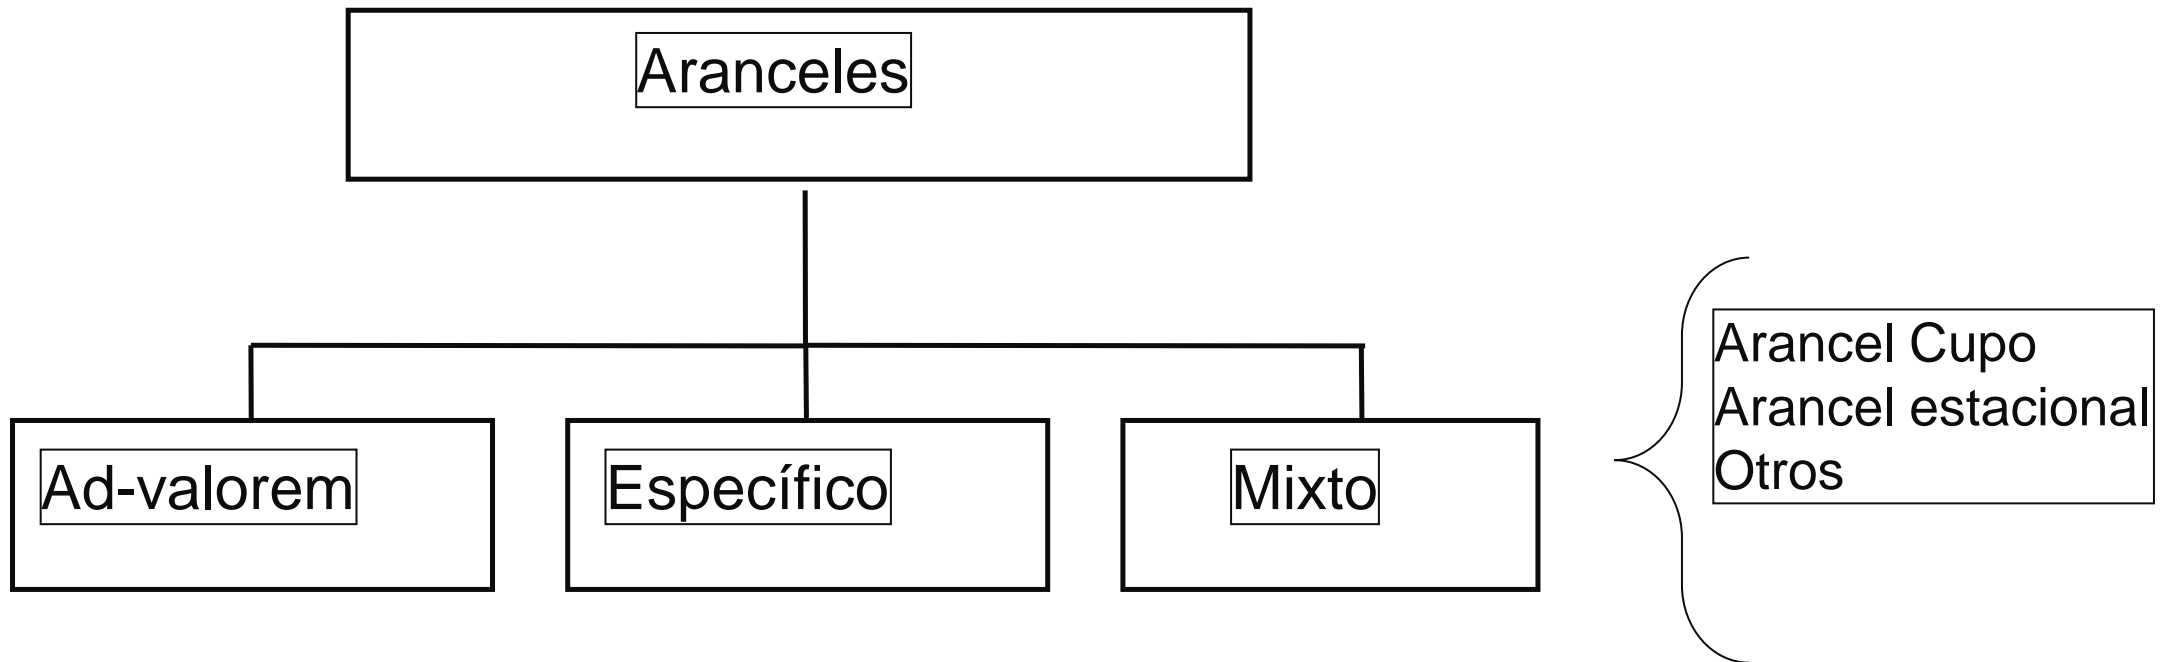 Aranceles
Ad-valorem
Específico
Mixto
Arancel Cupo
Arancel estacional
Otros